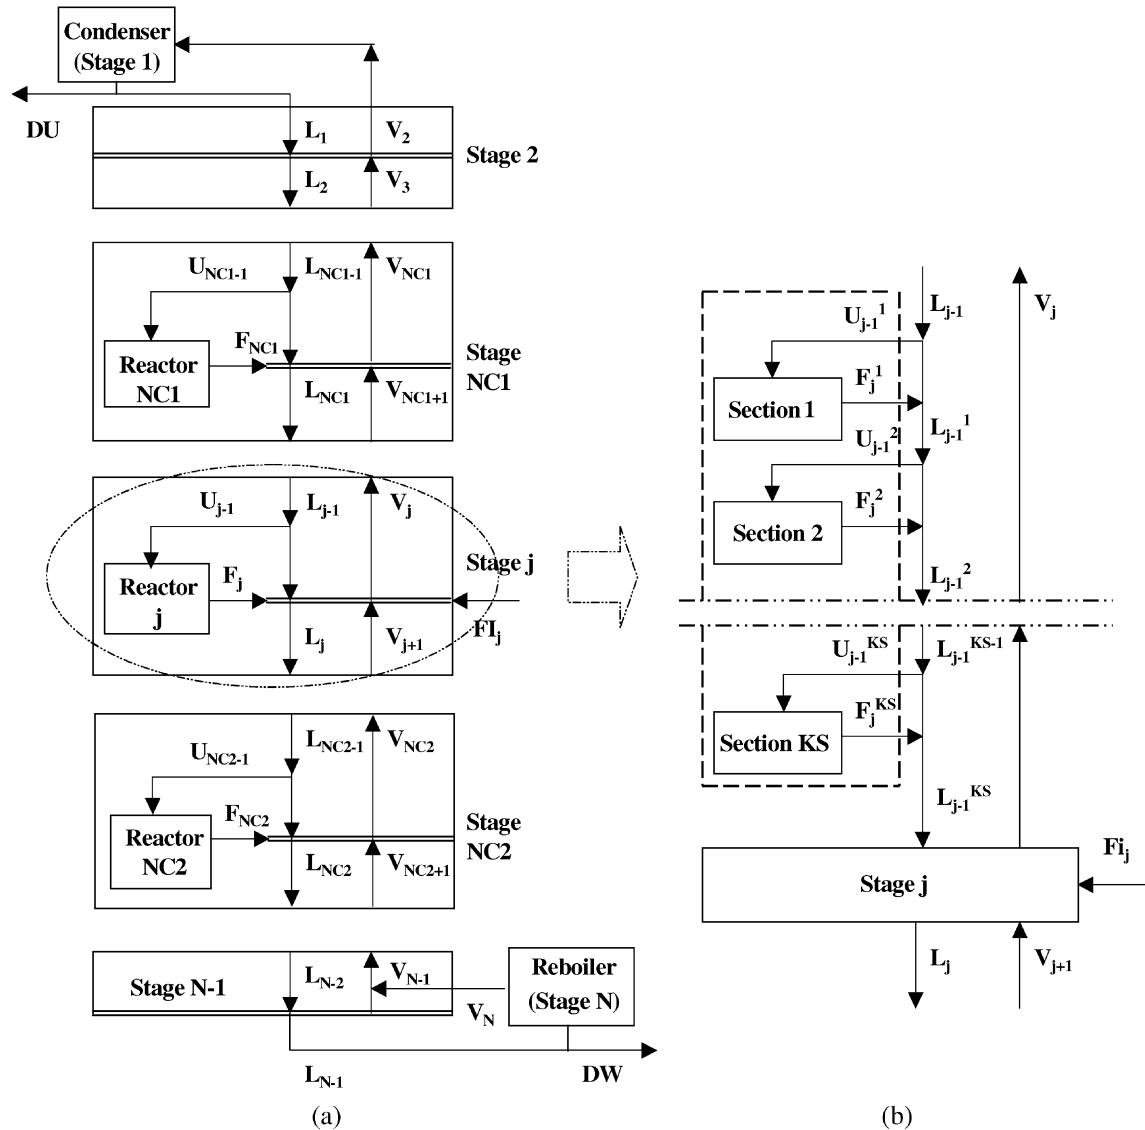 Condenser
(Stage 1)
DU
L1
V2
Stage 2
L2
V3
UNC1-1
LNC1-1
VNC1
Reactor
NC1
FNC1
Stage
NC1
LNC1
VNC1+1
Uj-1
Lj-1
Vj
Reactor
j
Fj
Stage j
FIj
Lj
Vj+1
UNC2-1
LNC2-1
VNC2
Reactor
NC2
FNC2
Stage
NC2
LNC2
VNC2+1
Stage N-1
LN-2
VN-1
VN
Reboiler
(Stage N)
LN-1
DW
(a)
Lj-1
Vj
Uj-1^1
Section 1
Fj^1
Lj-1^1
Uj-1^2
Section 2
Fj^2
Lj-1^2
Uj-1^KS
Lj-1^KS-1
Section KS
Fj^KS
Lj-1^KS
Stage j
Fij
Lj
Vj+1
(b)